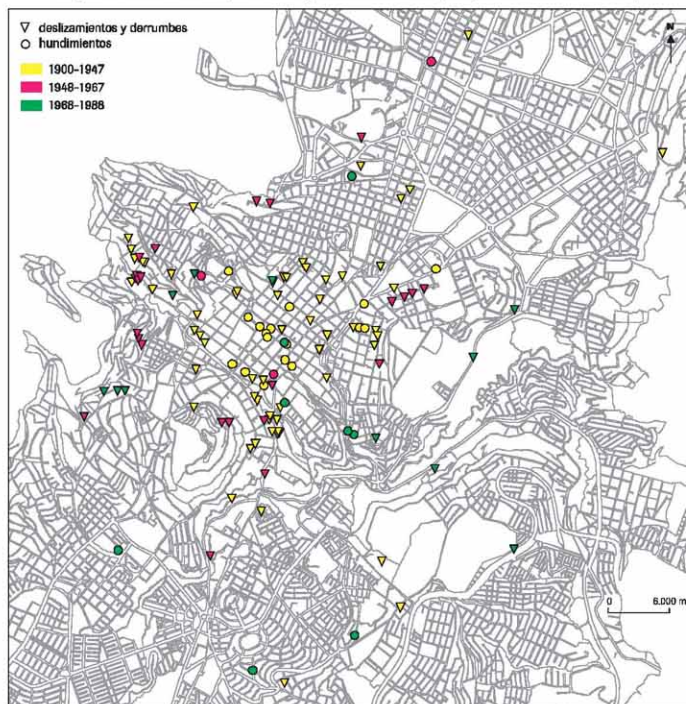 deslizamientos y derrumbes
hundimientos
1900-1947
1948-1967
1968-1988
N
0 6.000 m